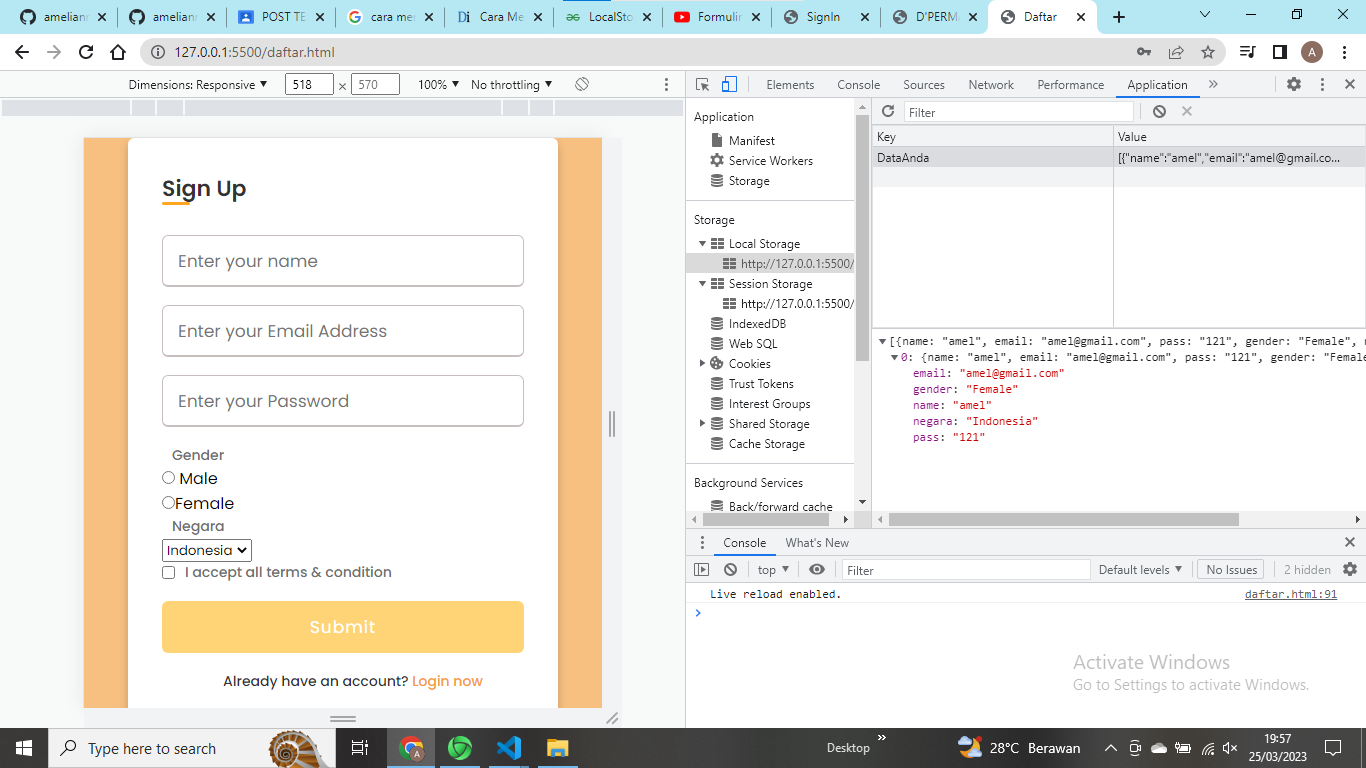 amelianr
amelianr
POST TE
cara mer
Cara Me
LocalSto
Formulir
SignIn
D'PERMA
Daftar
127.0.0.1:5500/daftar.html
A
Dimensions: Responsive
518
×
570
100%
No throttling
Elements
Console
Sources
Network
Performance
Application
Sign Up
Enter your name
Enter your Email Address
Enter your Password
Gender
Male
Female
Negara
Indonesia
I accept all terms & condition
Submit
Already have an account? Login now
Application
Manifest
Service Workers
Storage
Storage
Local Storage
http://127.0.0.1:5500/
Session Storage
http://127.0.0.1:5500/
IndexedDB
Web SQL
Cookies
Trust Tokens
Interest Groups
Shared Storage
Cache Storage
Background Services
Back/forward cache
Filter
Key
Value
DataAnda
[{"name":"amel","email":"amel@gmail.co...
[{name: "amel", email: "amel@gmail.com", pass: "121", gender: "Female",
0: {name: "amel", email: "amel@gmail.com", pass: "121", gender: "Female
email: "amel@gmail.com"
gender: "Female"
name: "amel"
negara: "Indonesia"
pass: "121"
Console
What's New
top
Filter
Default levels
No Issues
2 hidden
Live reload enabled.
daftar.html:91
Activate Windows
Go to Settings to activate Windows.
Type here to search
Desktop
28°C Berawan
19:57
25/03/2023